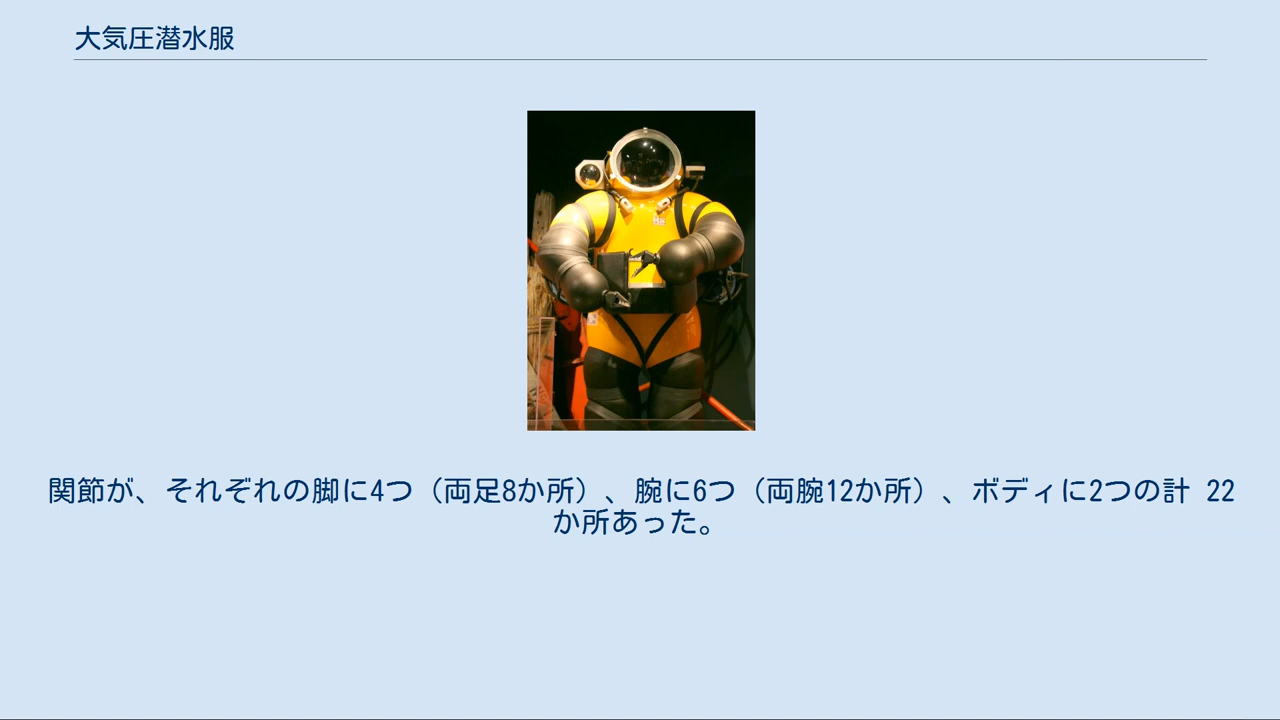 大気圧潜水服
関節が、それぞれの脚に4つ（両足8か所）、腕に6つ（両腕12か所）、ボディに2つの計 22
か所あった。